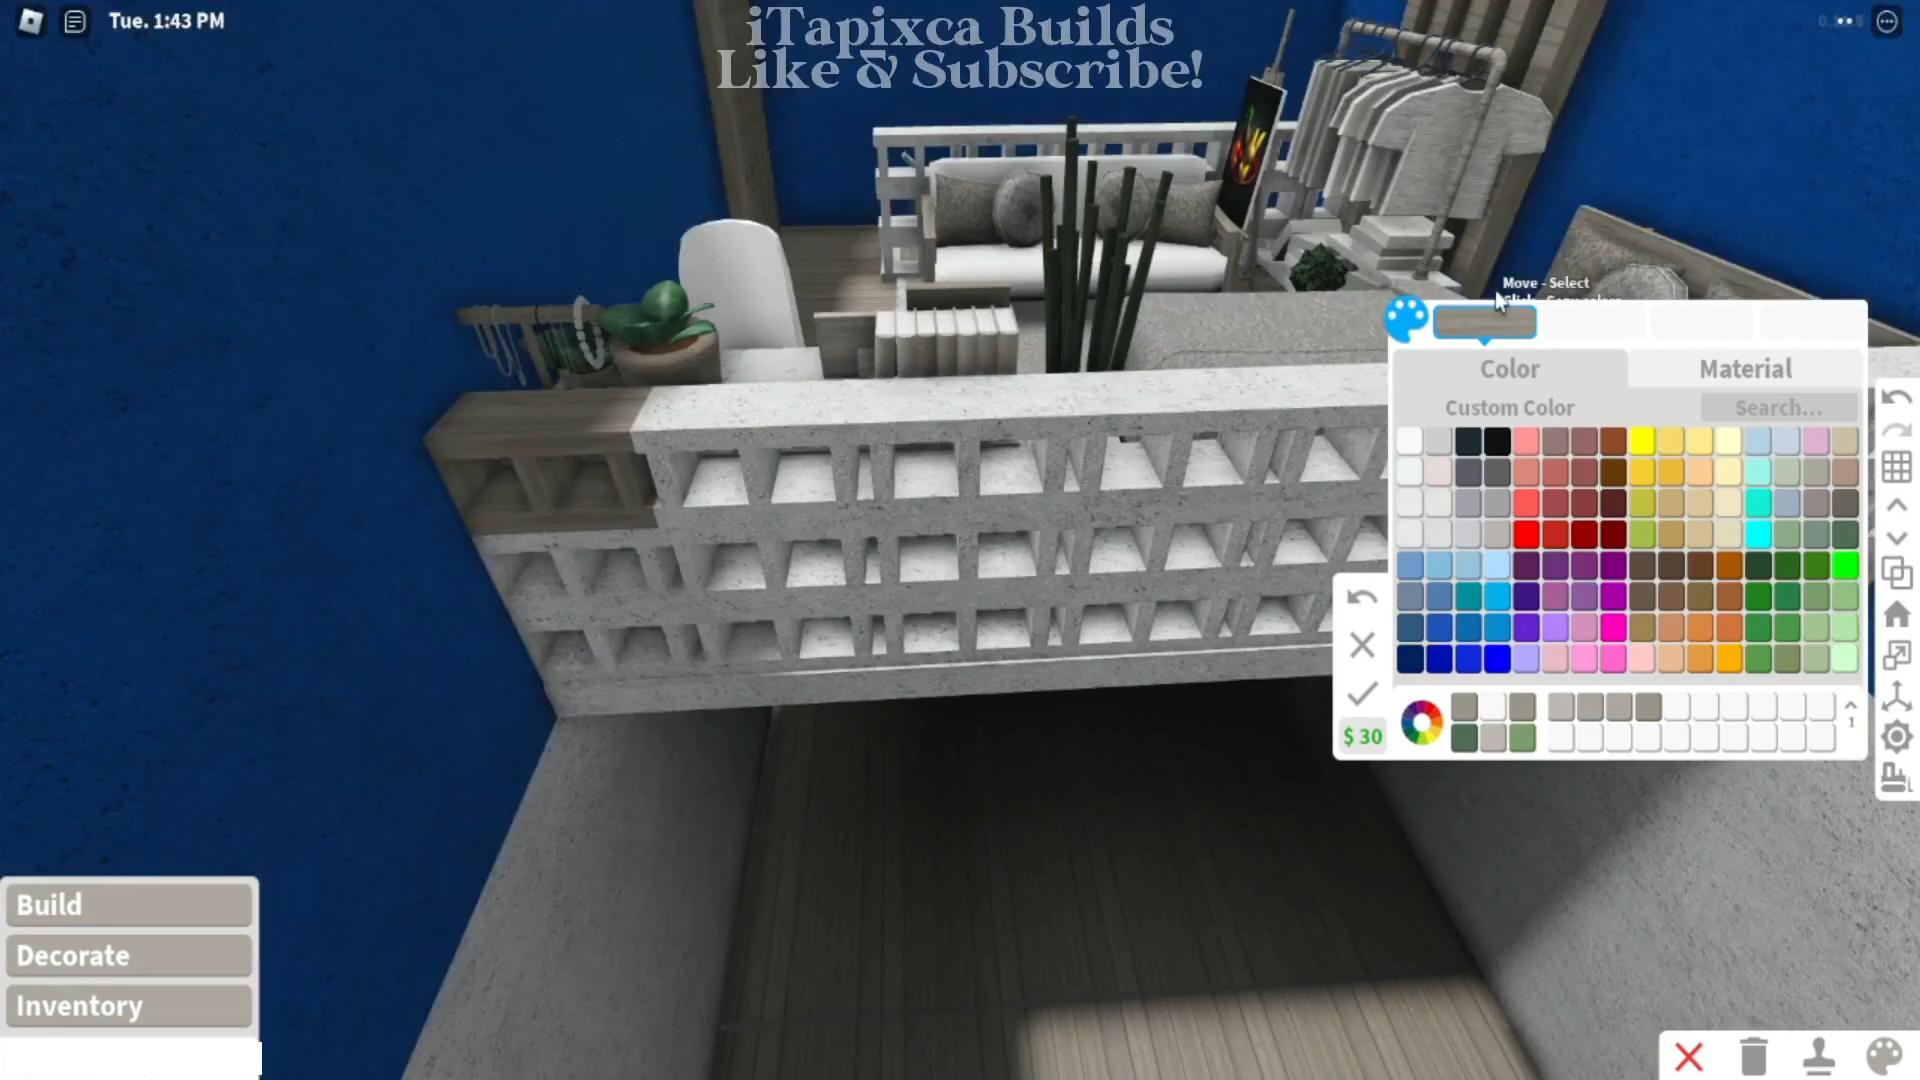 Tue. 1:43 PM
iTapixca Builds
Like & Subscribe!
Move - Select
Color
Material
Custom Color
Search...
$ 30
1
Build
Decorate
Inventory